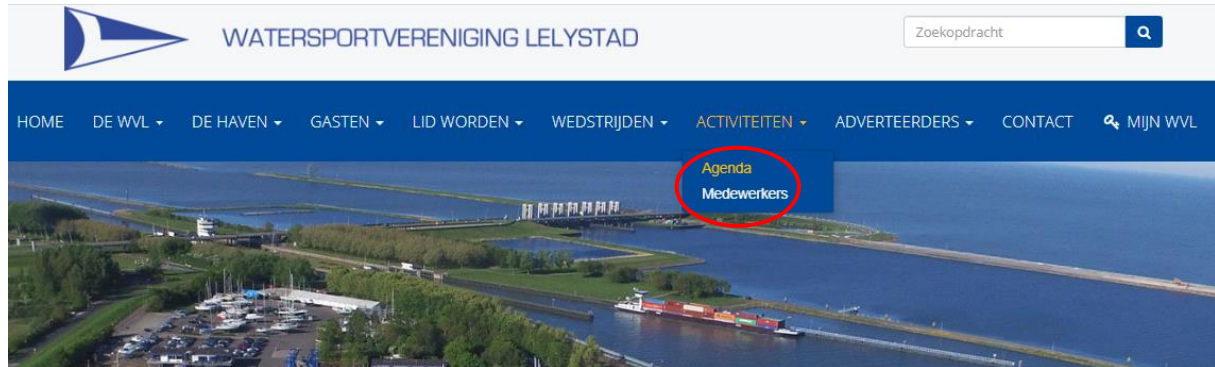 WATERSPORTVERENIGING LELYSTAD
Zoekopdracht
HOME DE WVL DE HAVEN GASTEN LID WORDEN WEDSTRIJDEN ACTIVITEITEN ADVERTEERDERS CONTACT MIJN WVL
Agenda
Medewerkers